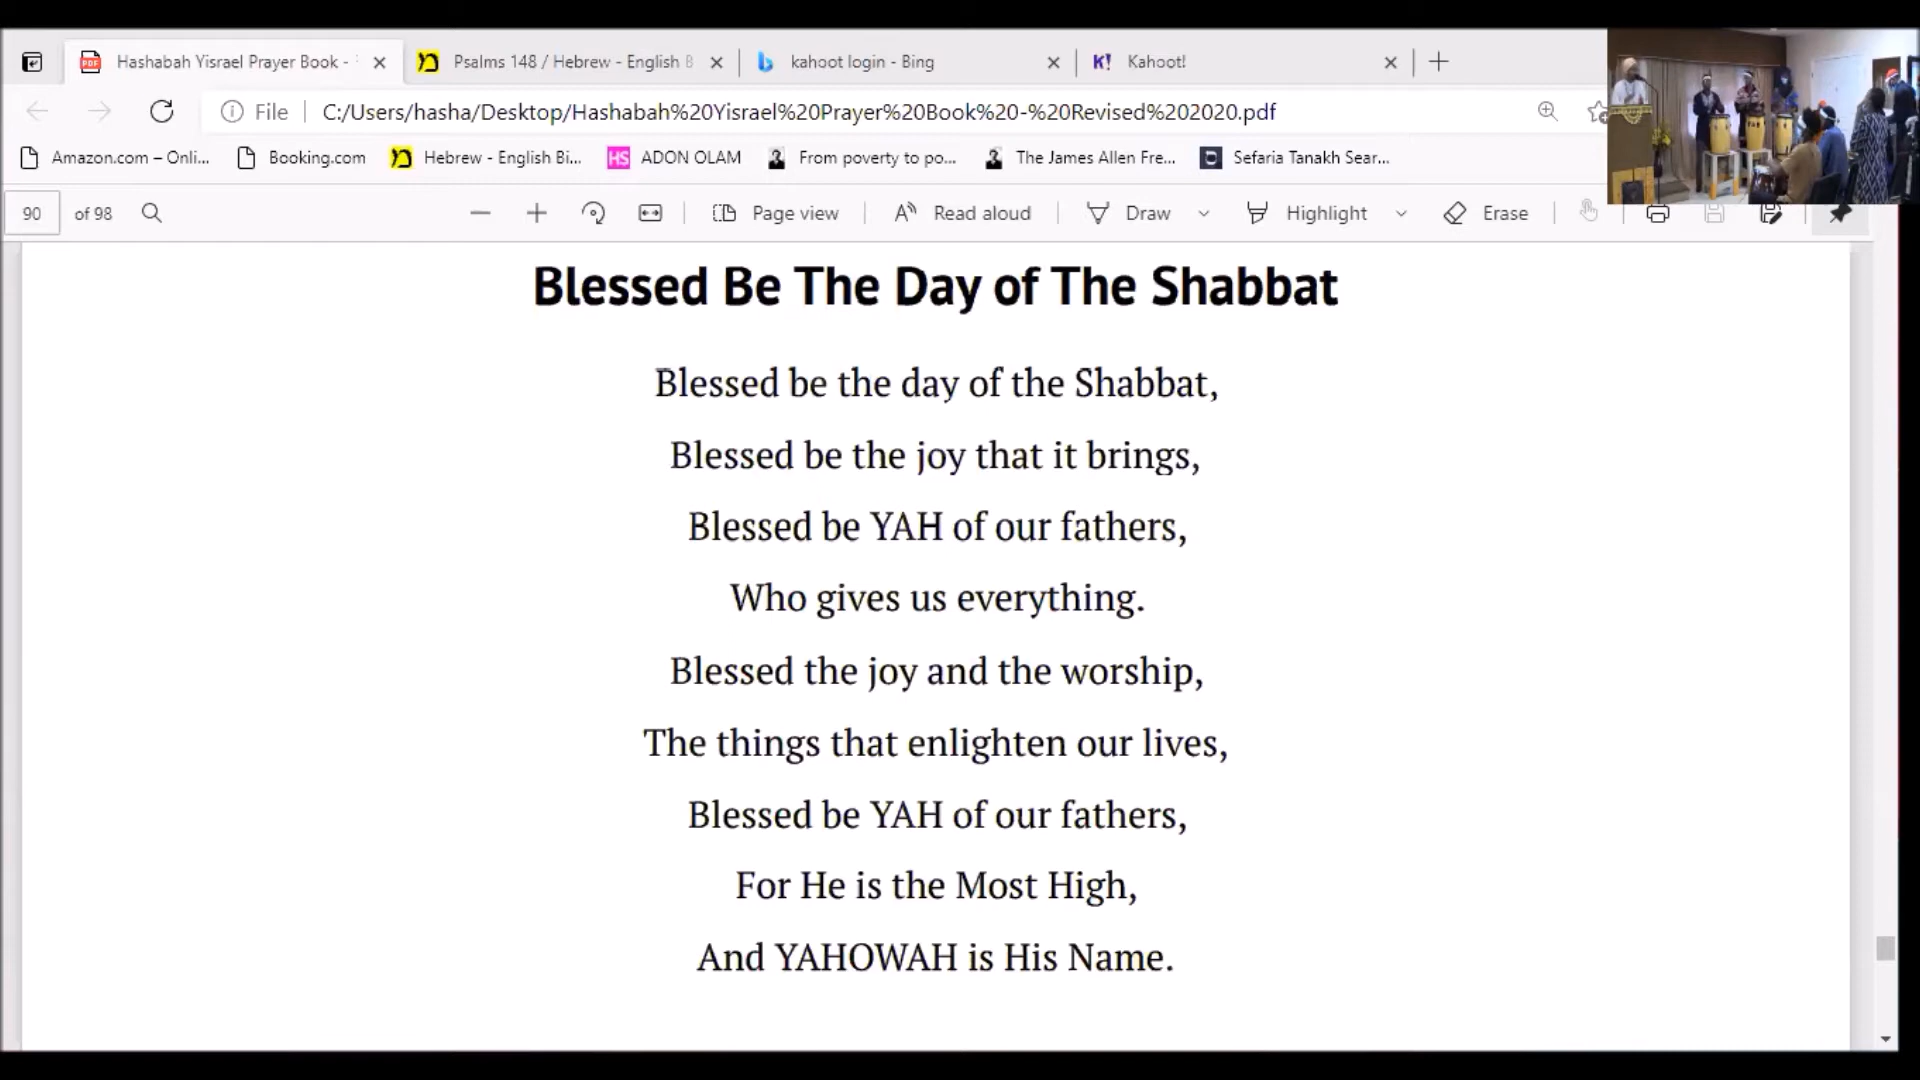 Hashabah Yisrael Prayer Book -
Psalms 148 / Hebrew - English B
kahoot login - Bing
K! Kahoot!
File C:/Users/hasha/Desktop/Hashabah%20Yisrael%20Prayer%20Book%20-%20Revised%202020.pdf
Amazon.com – Onli... Booking.com מ Hebrew - English Bi... HS ADON OLAM From poverty to po... The James Allen Fre... Sefaria Tanakh Sear...
90 of 98 Page view Read aloud Draw Highlight Erase
Blessed Be The Day of The Shabbat
Blessed be the day of the Shabbat,
Blessed be the joy that it brings,
Blessed be YAH of our fathers,
Who gives us everything.
Blessed the joy and the worship,
The things that enlighten our lives,
Blessed be YAH of our fathers,
For He is the Most High,
And YAHOWAH is His Name.